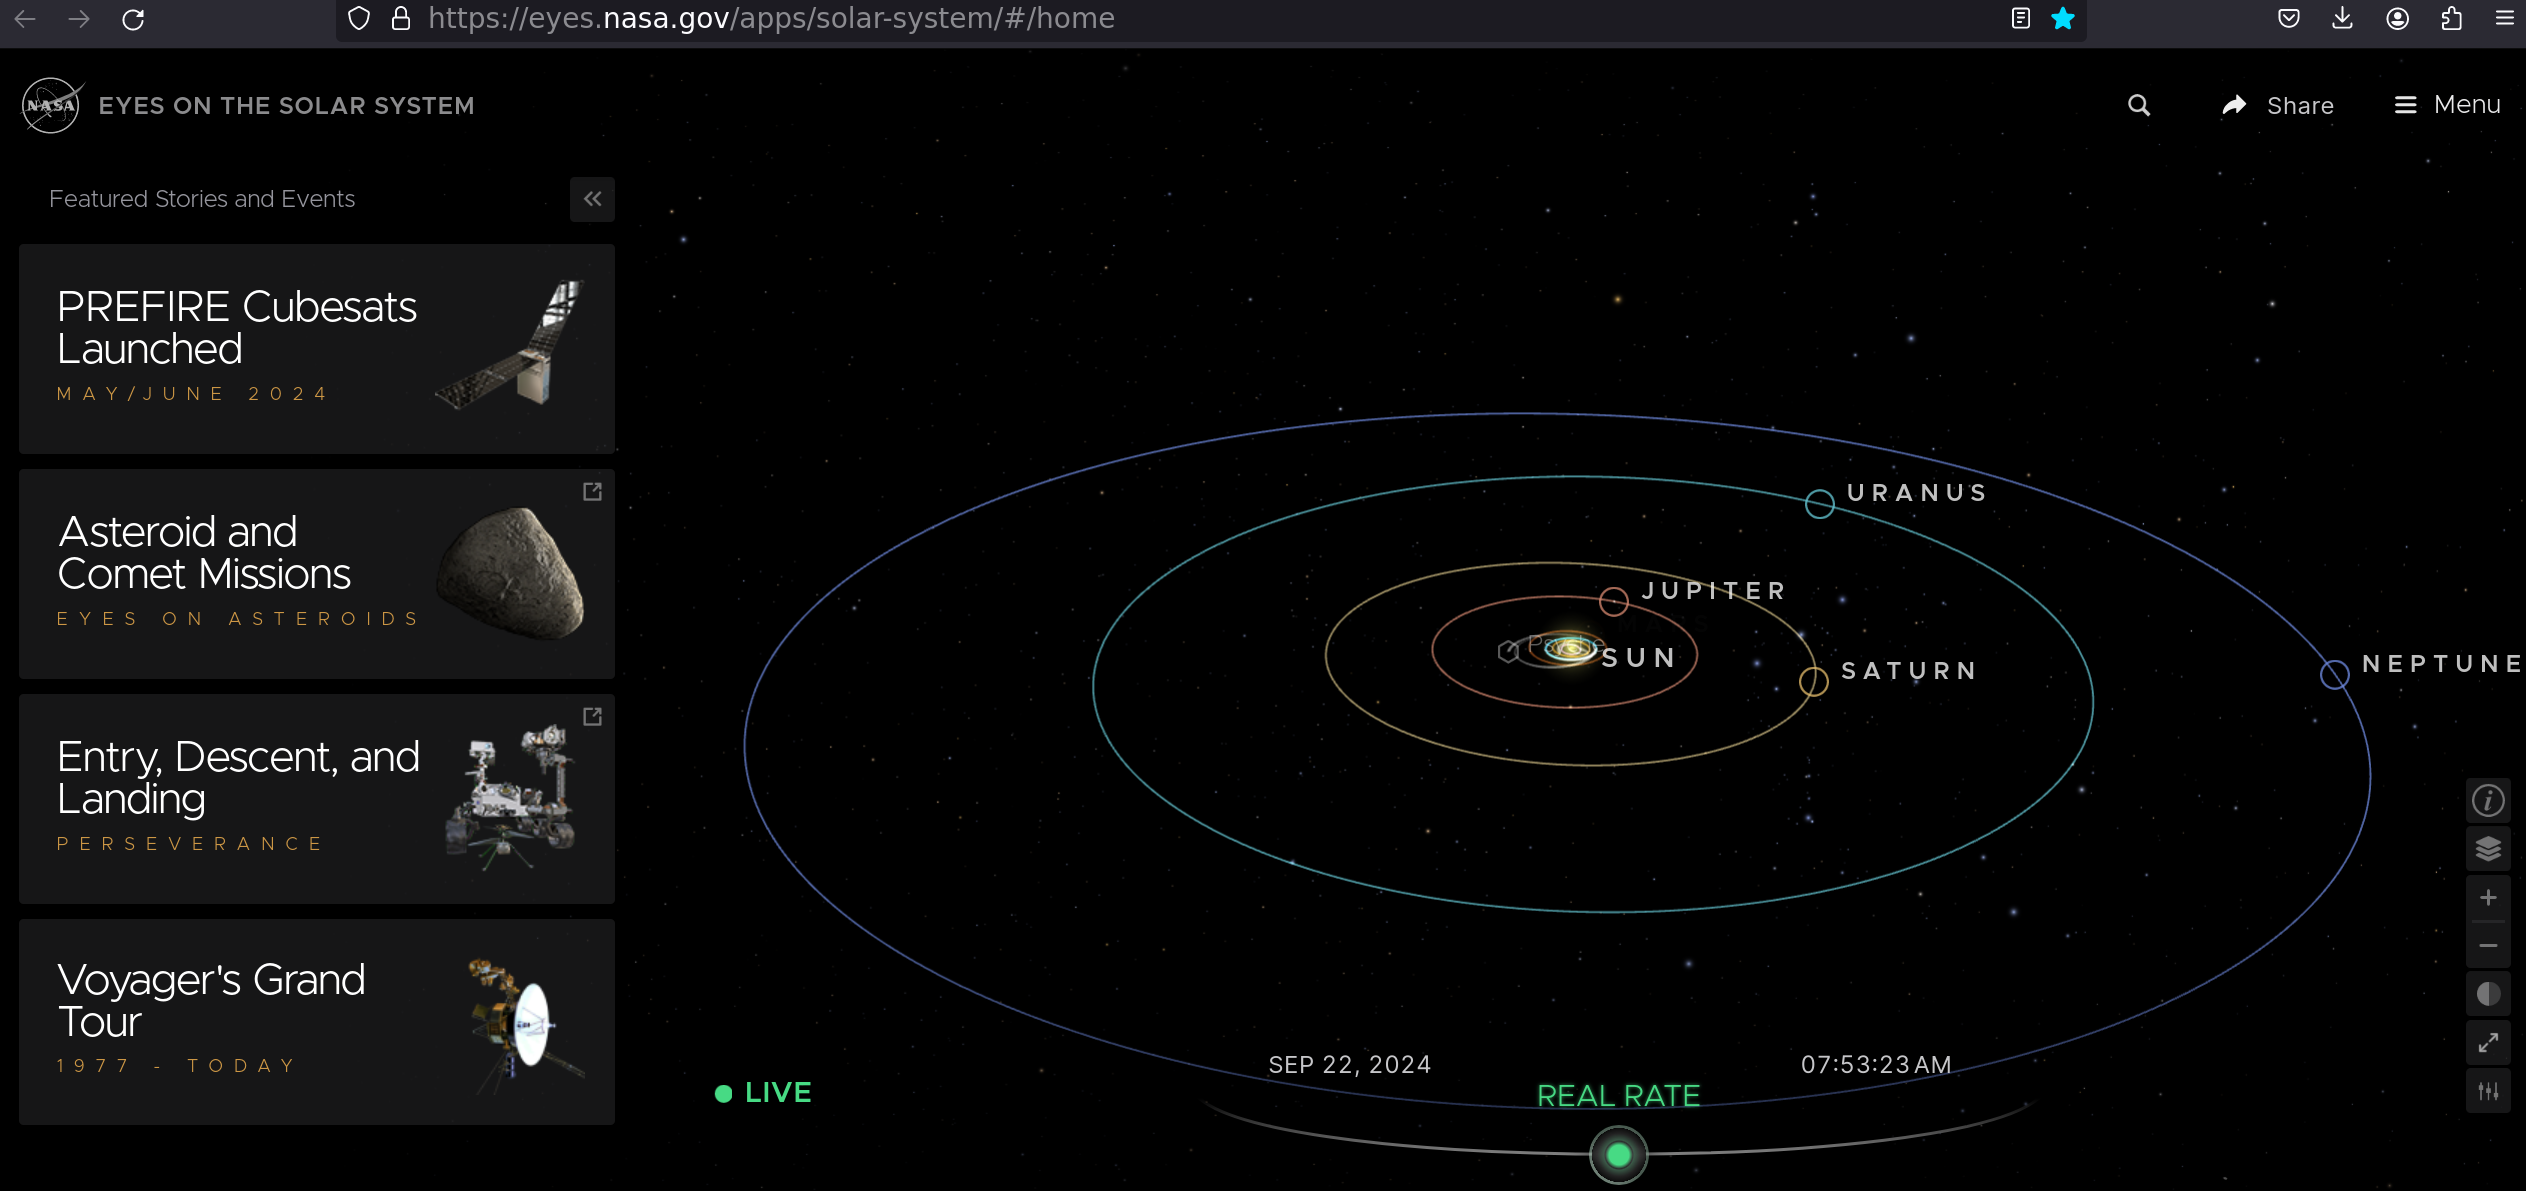 https://eyes.nasa.gov/apps/solar-system/#/home
NASA
EYES ON THE SOLAR SYSTEM
Share
Menu
Featured Stories and Events
PREFIRE Cubesats
Launched
MAY/JUNE 2024
Asteroid and
Comet Missions
EYES ON ASTEROIDS
Entry, Descent, and
Landing
PERSEVERANCE
Voyager's Grand
Tour
1977 - TODAY
URANUS
JUPITER
Psyche
SUN
SATURN
NEPTUNE
SEP 22, 2024
07:53:23 AM
LIVE
REAL RATE